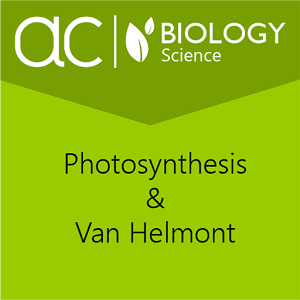 ac
BIOLOGY
Science
Photosynthesis
&
Van Helmont